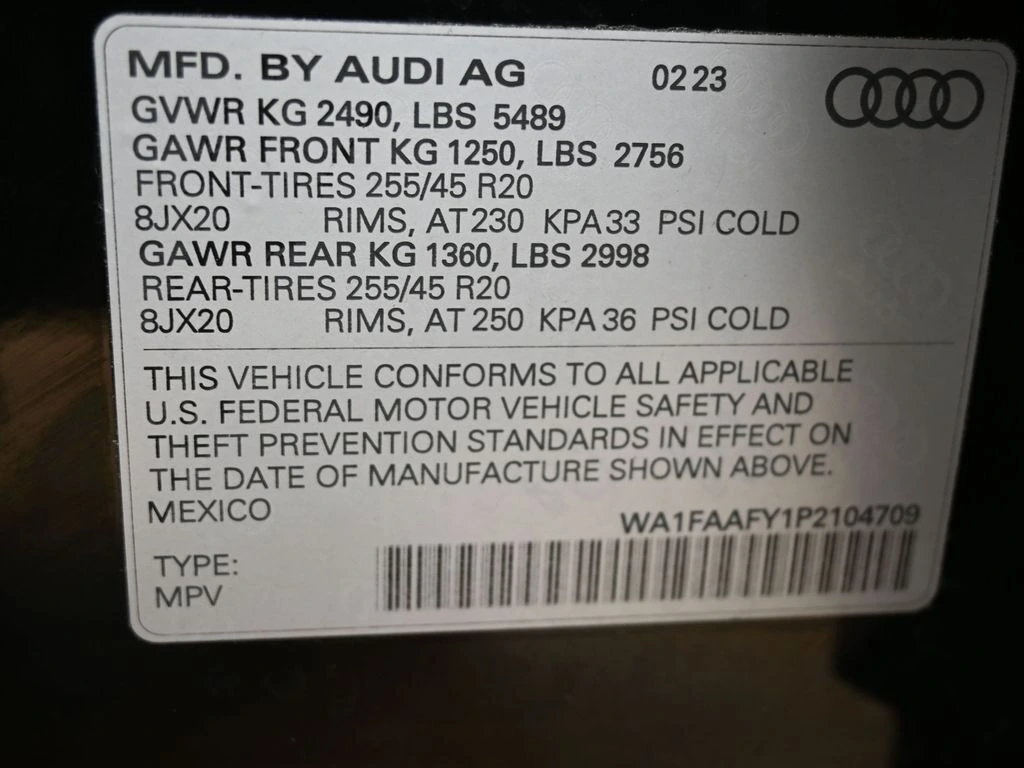 MFD. BY AUDI AG 02 23
GVWR KG 2490, LBS 5489
GAWR FRONT KG 1250, LBS 2756
FRONT-TIRES 255/45 R20
8JX20 RIMS, AT 230 KPA 33 PSI COLD
GAWR REAR KG 1360, LBS 2998
REAR-TIRES 255/45 R20
8JX20 RIMS, AT 250 KPA 36 PSI COLD
THIS VEHICLE CONFORMS TO ALL APPLICABLE
U.S. FEDERAL MOTOR VEHICLE SAFETY AND
THEFT PREVENTION STANDARDS IN EFFECT ON
THE DATE OF MANUFACTURE SHOWN ABOVE.
MEXICO
WA1FAAFY1P2104709
TYPE:
MPV